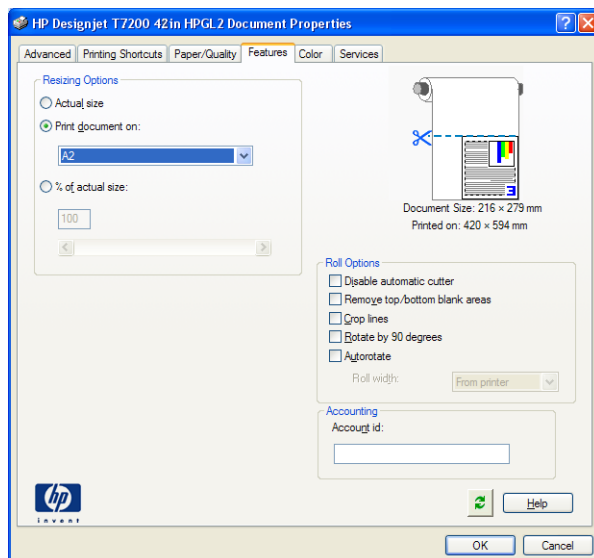 HP Designjet T7200 42in HPGL2 Document Properties
Advanced
Printing Shortcuts
Paper/Quality
Features
Color
Services
Resizing Options
Actual size
Print document on:
A2
% of actual size:
100
Document Size: 216 × 279 mm
Printed on: 420 × 594 mm
Roll Options
Disable automatic cutter
Remove top/bottom blank areas
Crop lines
Rotate by 90 degrees
Autorotate
Roll width:
From printer
Accounting
Account id:
hp
invent
Help
OK
Cancel